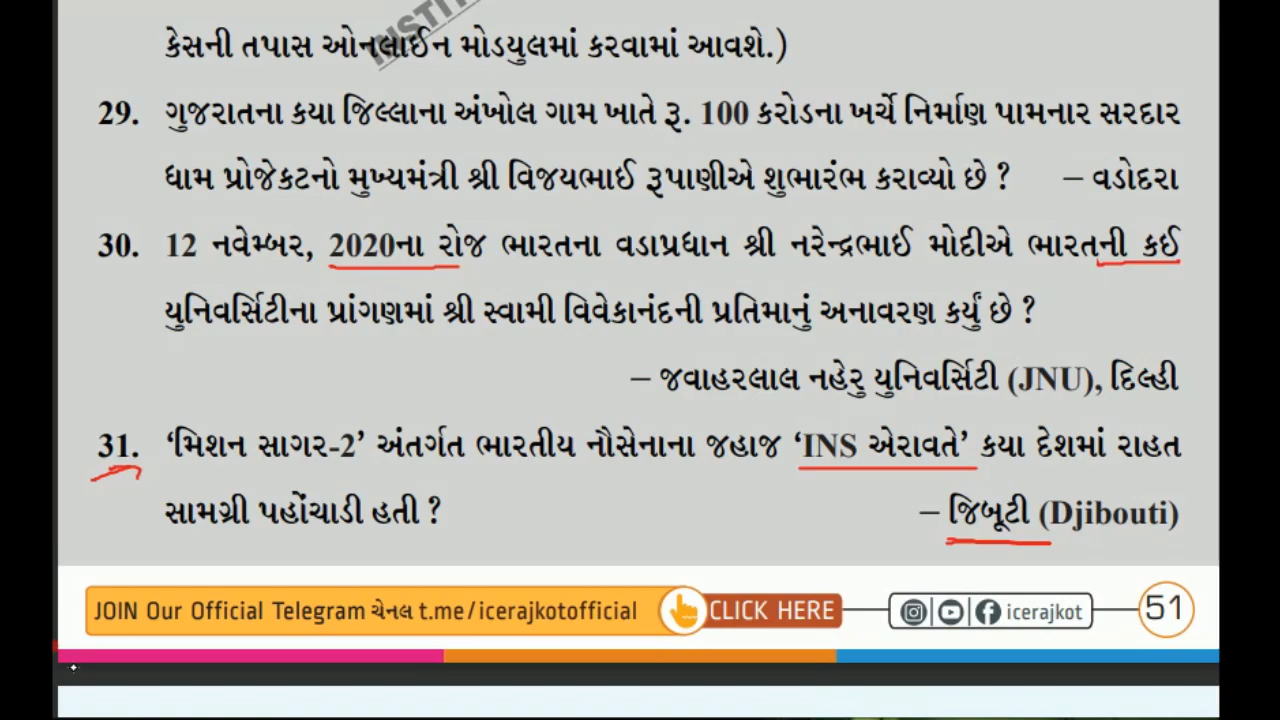 કેસની તપાસ ઓનલાઈન મોડયુલમાં કરવામાં આવશે.)
29. ગુજરાતના કયા જિલ્લાના અંખોલ ગામ ખાતે રૂ. 100 કરોડના ખર્ચે નિર્માણ પામનાર સરદાર
ધામ પ્રોજેકટનો મુખ્યમંત્રી શ્રી વિજયભાઈ રૂપાણીએ શુભારંભ કરાવ્યો છે ? – વડોદરા
30. 12 નવેમ્બર, 2020ના રોજ ભારતના વડાપ્રધાન શ્રી નરેન્દ્રભાઈ મોદીએ ભારતની કઈ
યુનિવર્સિટીના પ્રાંગણમાં શ્રી સ્વામી વિવેકાનંદની પ્રતિમાનું અનાવરણ કર્યું છે ?
– જવાહરલાલ નહેરુ યુનિવર્સિટી (JNU), દિલ્હી
31. ‘મિશન સાગર-2’ અંતર્ગત ભારતીય નૌસેનાના જહાજ ‘INS એરાવતે’ કયા દેશમાં રાહત
સામગ્રી પહોંચાડી હતી ? – જિબૂટી (Djibouti)
JOIN Our Official Telegram ચેનલ t.me/icerajkotofficial CLICK HERE icerajkot 51